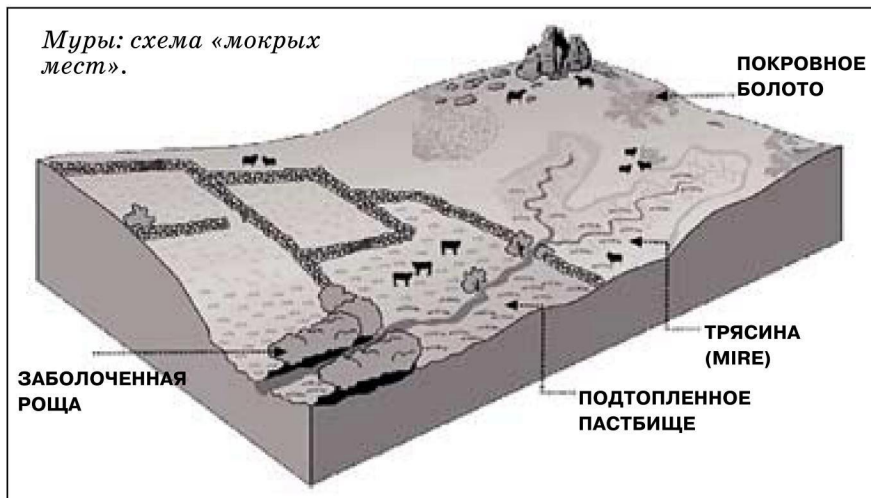 Муры: схема «мокрых
мест».
ПОКРОВНОЕ
БОЛОТО
ТРЯСИНА
(MIRE)
ЗАБОЛОЧЕННАЯ
РОЩА
ПОДТОПЛЕННОЕ
ПАСТБИЩЕ